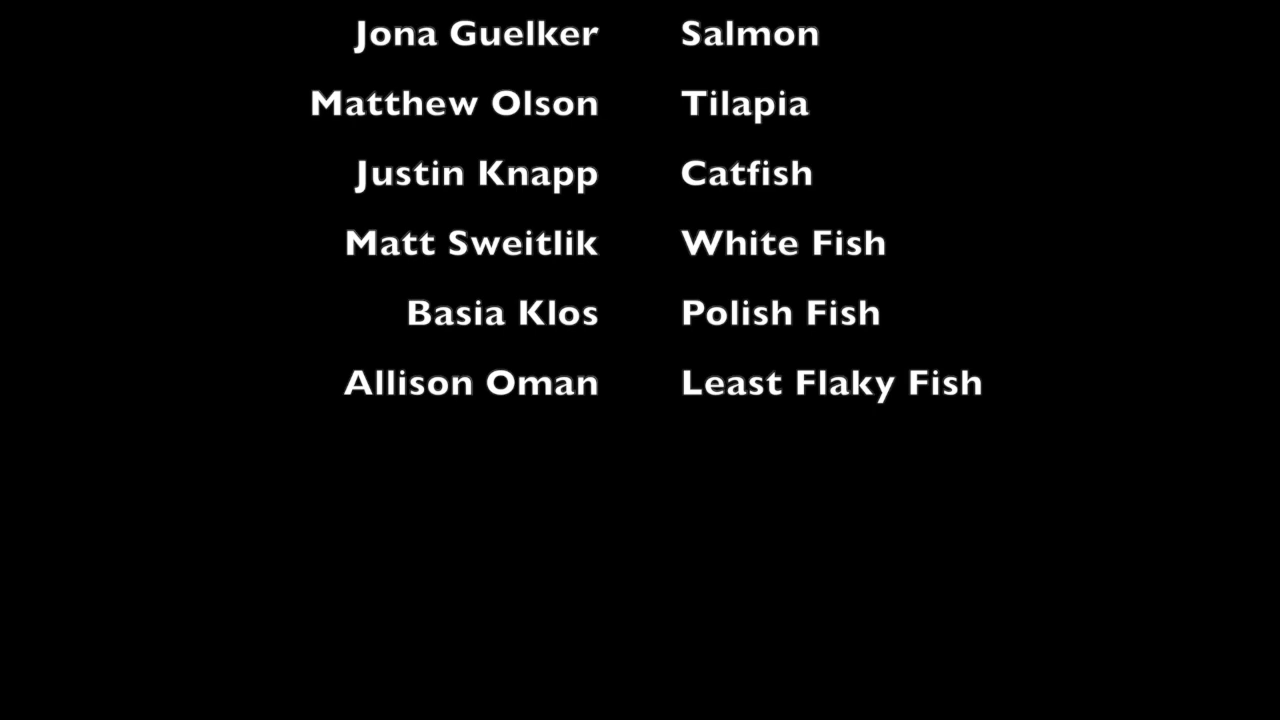 Jona Guelker Salmon
Matthew Olson Tilapia
Justin Knapp Catfish
Matt Sweitlik White Fish
Basia Klos Polish Fish
Allison Oman Least Flaky Fish